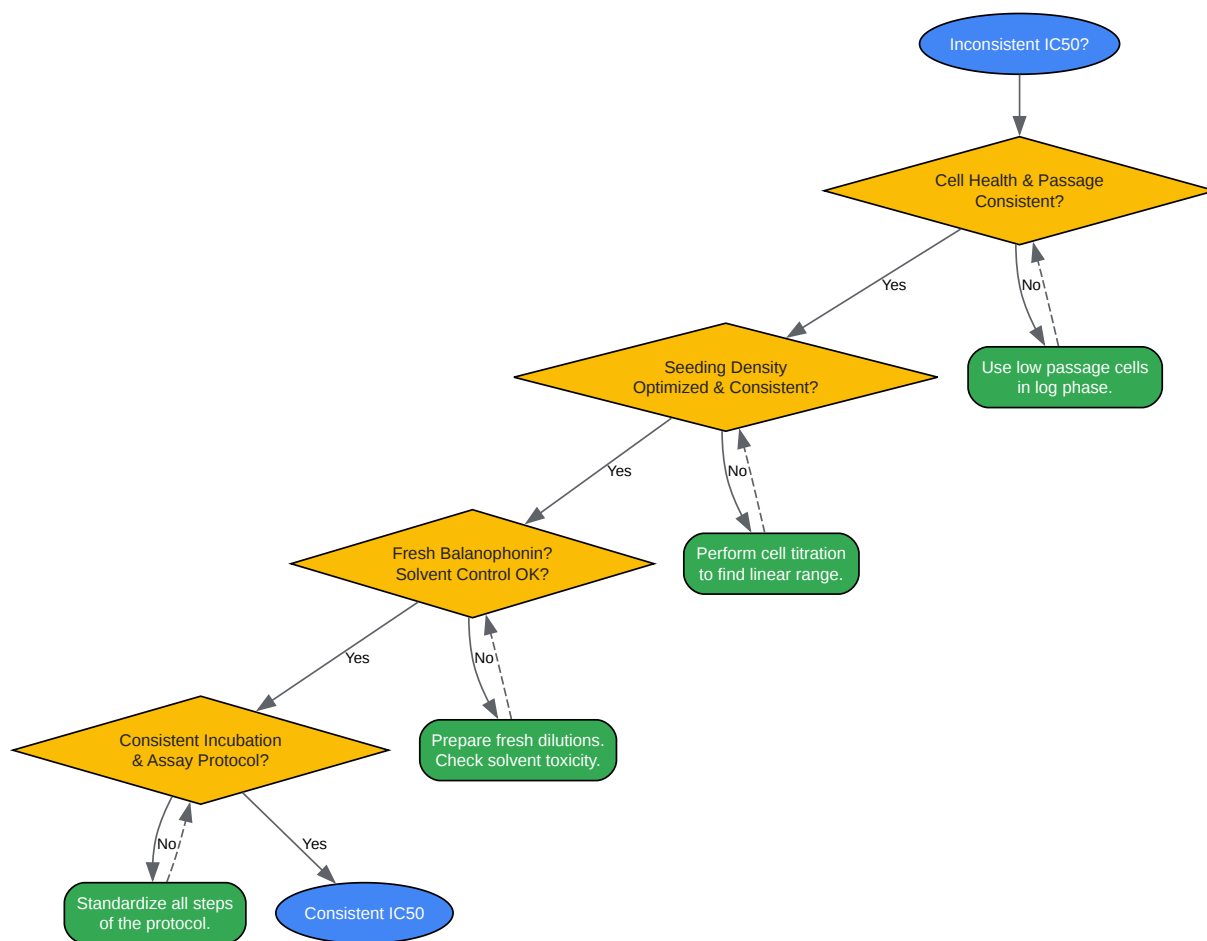 Inconsistent IC50?
Cell Health & Passage
Consistent?
Yes
No
Seeding Density
Optimized & Consistent?
Use low passage cells
in log phase.
Yes
No
Fresh Balanophonin?
Solvent Control OK?
Perform cell titration
to find linear range.
Yes
No
Consistent Incubation
& Assay Protocol?
Prepare fresh dilutions.
Check solvent toxicity.
No
Yes
Standardize all steps
of the protocol.
Consistent IC50